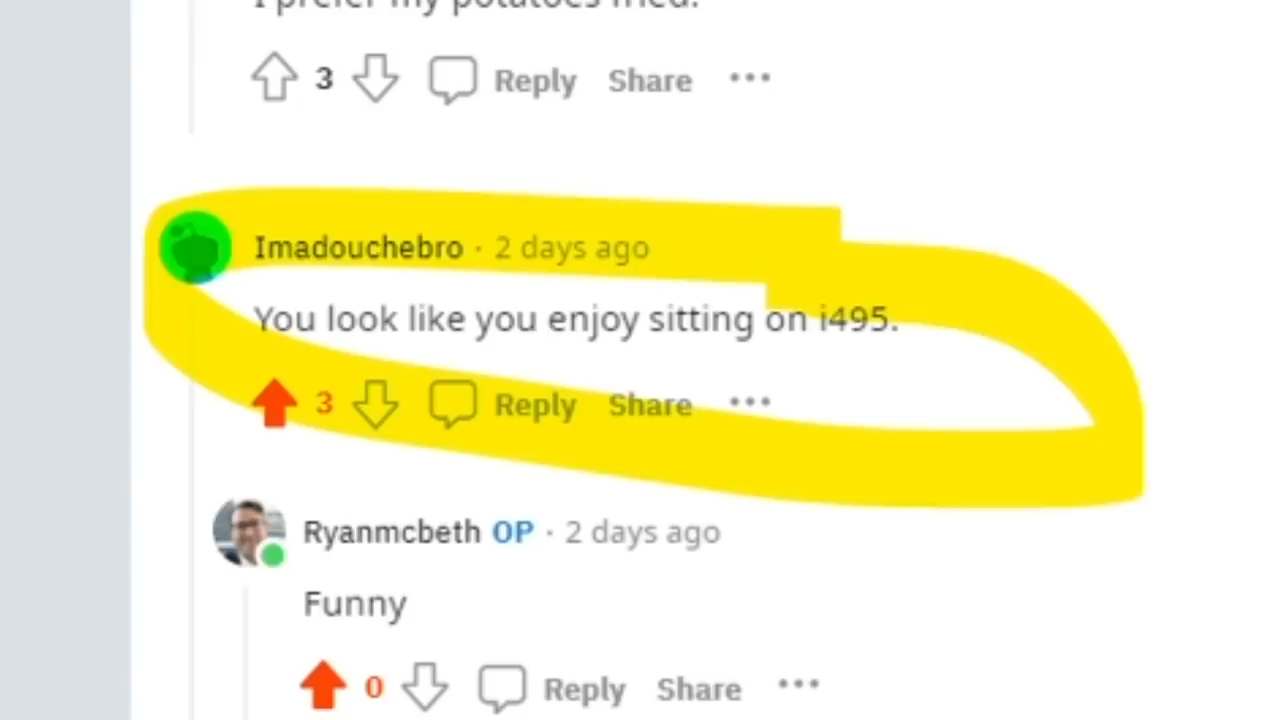 I prefer my potatoes fried.
3 Reply Share ...
Imadouchebro · 2 days ago
You look like you enjoy sitting on i495.
3 Reply Share ...
Ryanmcbeth OP · 2 days ago
Funny
0 Reply Share ...